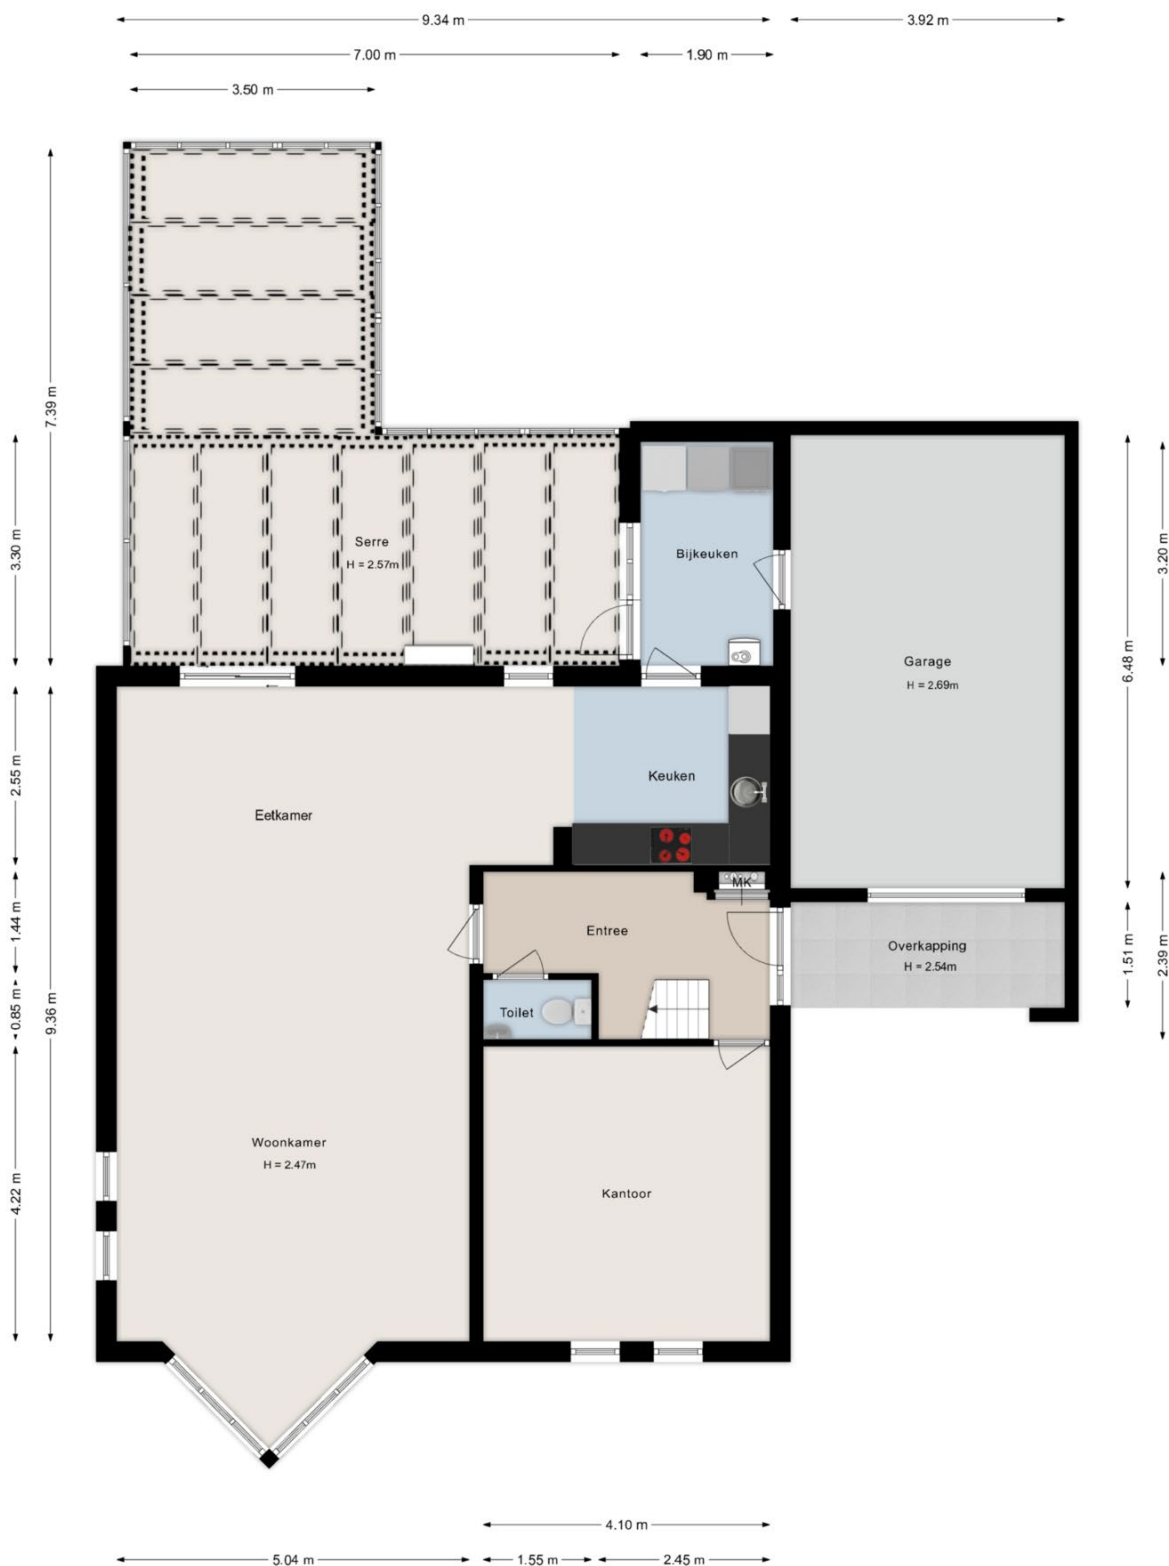 9.34 m
3.92 m
7.00 m
1.90 m
3.50 m
7.39 m
3.30 m
3.20 m
6.48 m
Serre
H = 2.57m
Bijkeuken
Garage
H = 2.69m
2.55 m
Keuken
Eetkamer
MK
1.44 m
Entree
Overkapping
H = 2.54m
1.51 m
2.39 m
0.85 m
9.36 m
Toilet
Woonkamer
H = 2.47m
4.22 m
Kantoor
4.10 m
5.04 m
1.55 m
2.45 m